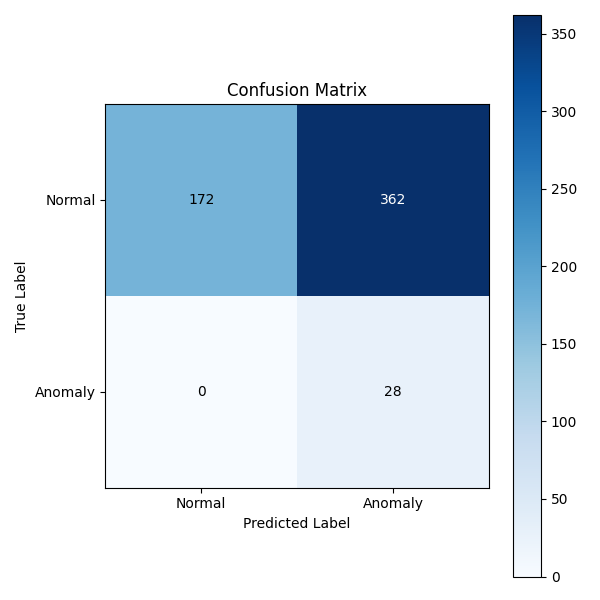 Confusion Matrix
True Label
Normal
Anomaly
172
362
0
28
Normal
Anomaly
Predicted Label
350
300
250
200
150
100
50
0